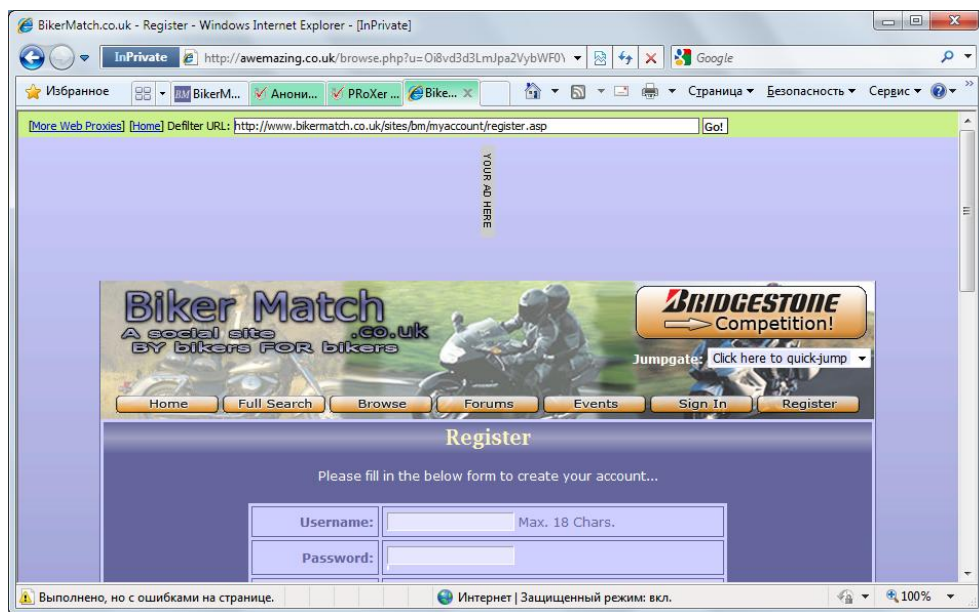 BikerMatch.co.uk - Register - Windows Internet Explorer - [InPrivate]
InPrivate http://awemazing.co.uk/browse.php?u=Oi8vd3d3LmJpa2VybWF0Y Google
Избранное BM BikerM... Анони... PRoXer ... Bike... Страница Безопасность Сервис
[More Web Proxies] [Home] Defilter URL: http://www.bikermatch.co.uk/sites/bm/myaccount/register.asp Go!
YOUR AD HERE
Biker Match
.co.uk
A social site
BY bikers FOR bikers
BRIDGESTONE
Competition!
Jumpgate: Click here to quick-jump
Home Full Search Browse Forums Events Sign In Register
Register
Please fill in the below form to create your account...
Username: Max. 18 Chars.
Password:
Выполнено, но с ошибками на странице. Интернет | Защищенный режим: вкл. 100%